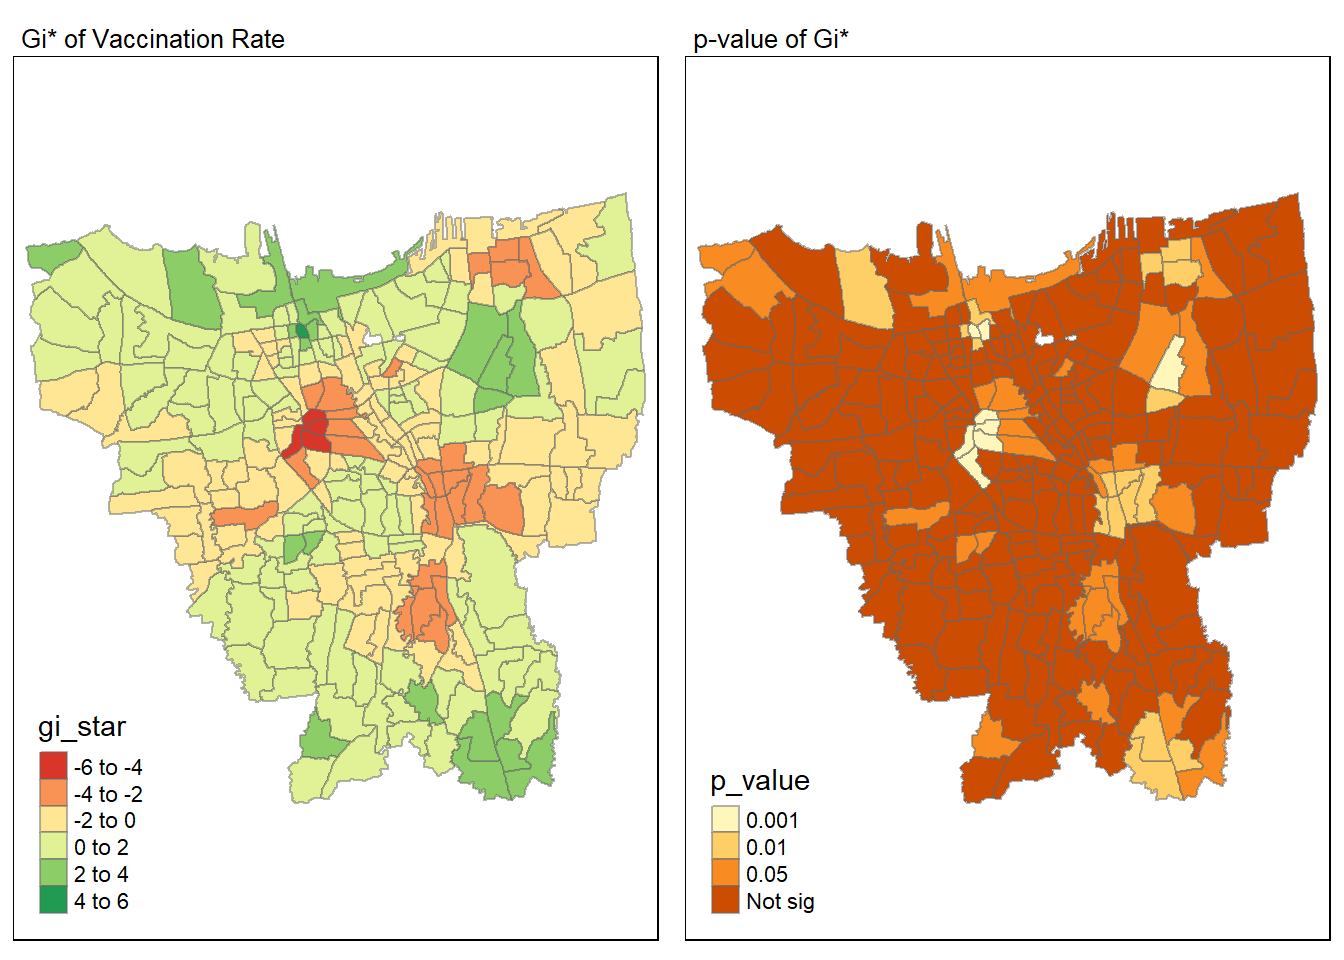 Gi* of Vaccination Rate
gi_star
-6 to -4
-4 to -2
-2 to 0
0 to 2
2 to 4
4 to 6
p-value of Gi*
p_value
0.001
0.01
0.05
Not sig